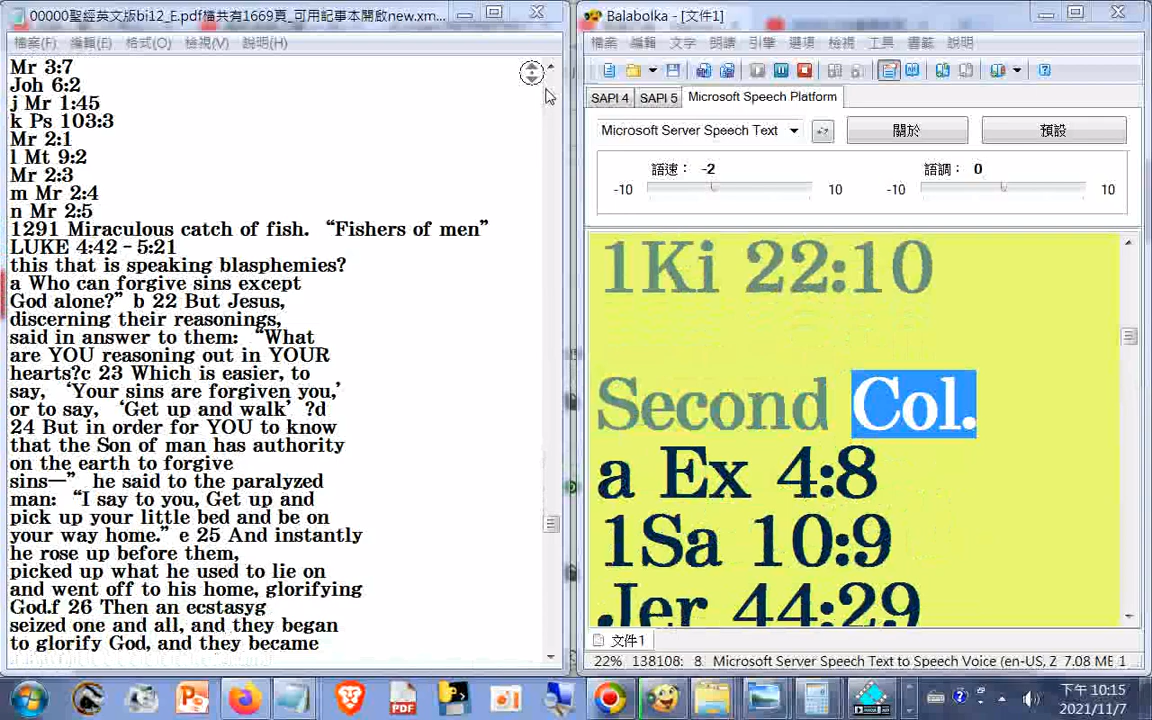 00000聖經英文版bi12_E.pdf檔共有1669頁_可用記事本開啟new.xm...
檔案(F) 編輯(E) 格式(O) 檢視(V) 說明(H)
Mr 3:7
Joh 6:2
j Mr 1:45
k Ps 103:3
Mr 2:1
l Mt 9:2
Mr 2:3
m Mr 2:4
n Mr 2:5
1291 Miraculous catch of fish. “Fishers of men”
LUKE 4:42–5:21
this that is speaking blasphemies?
a Who can forgive sins except
God alone?” b 22 But Jesus,
discerning their reasonings,
said in answer to them: “What
are YOU reasoning out in YOUR
hearts?c 23 Which is easier, to
say, ‘Your sins are forgiven you,’
or to say, ‘Get up and walk’ ?d
24 But in order for YOU to know
that the Son of man has authority
on the earth to forgive
sins—” he said to the paralyzed
man: “I say to you, Get up and
pick up your little bed and be on
your way home.” e 25 And instantly
he rose up before them,
picked up what he used to lie on
and went off to his home, glorifying
God.f 26 Then an ecstasyg
seized one and all, and they began
to glorify God, and they became
Balabolka - [文件1]
檔案 編輯 文字 朗讀 引擎 選項 檢視 工具 書籤 說明
SAPI 4 SAPI 5 Microsoft Speech Platform
Microsoft Server Speech Text 關於 預設
語速： -2 語調： 0
-10 10 -10 10
1Ki 22:10
Second Col.
a Ex 4:8
1Sa 10:9
Jer 44:29
文件1
22% 138108: 8 Microsoft Server Speech Text to Speech Voice (en-US, Z 7.08 ME 1
PDF
下午 10:15
2021/11/7